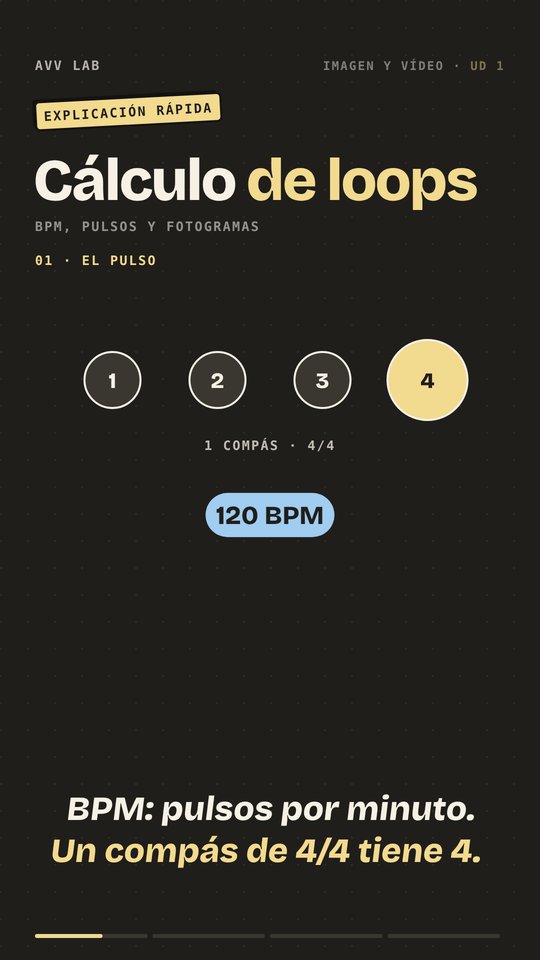 AVV LAB
IMAGEN Y VÍDEO · UD 1
EXPLICACIÓN RÁPIDA
Cálculo de loops
BPM, PULSOS Y FOTOGRAMAS
01 · EL PULSO
1 2 3 4
1 COMPÁS · 4/4
120 BPM
BPM: pulsos por minuto.
Un compás de 4/4 tiene 4.